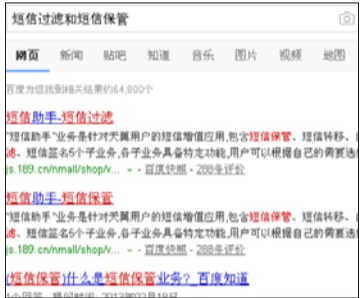 短信过滤和短信保管
网页 新闻 贴吧 知道 音乐 图片 视频 地图
百度为您找到相关结果约64,800个
短信助手-短信过滤
"短信助手"业务是针对天翼用户的短信增值应用,包含短信保管、短信转移、
滤、短信签名5个子业务,各子业务具备特定功能,用户可以根据自己的需要选
js.189.cn/nmall/shop/v... - 百度快照 - 288条评价
短信助手-短信保管
"短信助手"业务是针对天翼用户的短信增值应用,包含短信保管、短信转移、
滤、短信签名5个子业务,各子业务具备特定功能,用户可以根据自己的需要选
js.189.cn/nmall/shop/v... - 百度快照 - 288条评价
(短信保管)什么是短信保管业务?_百度知道